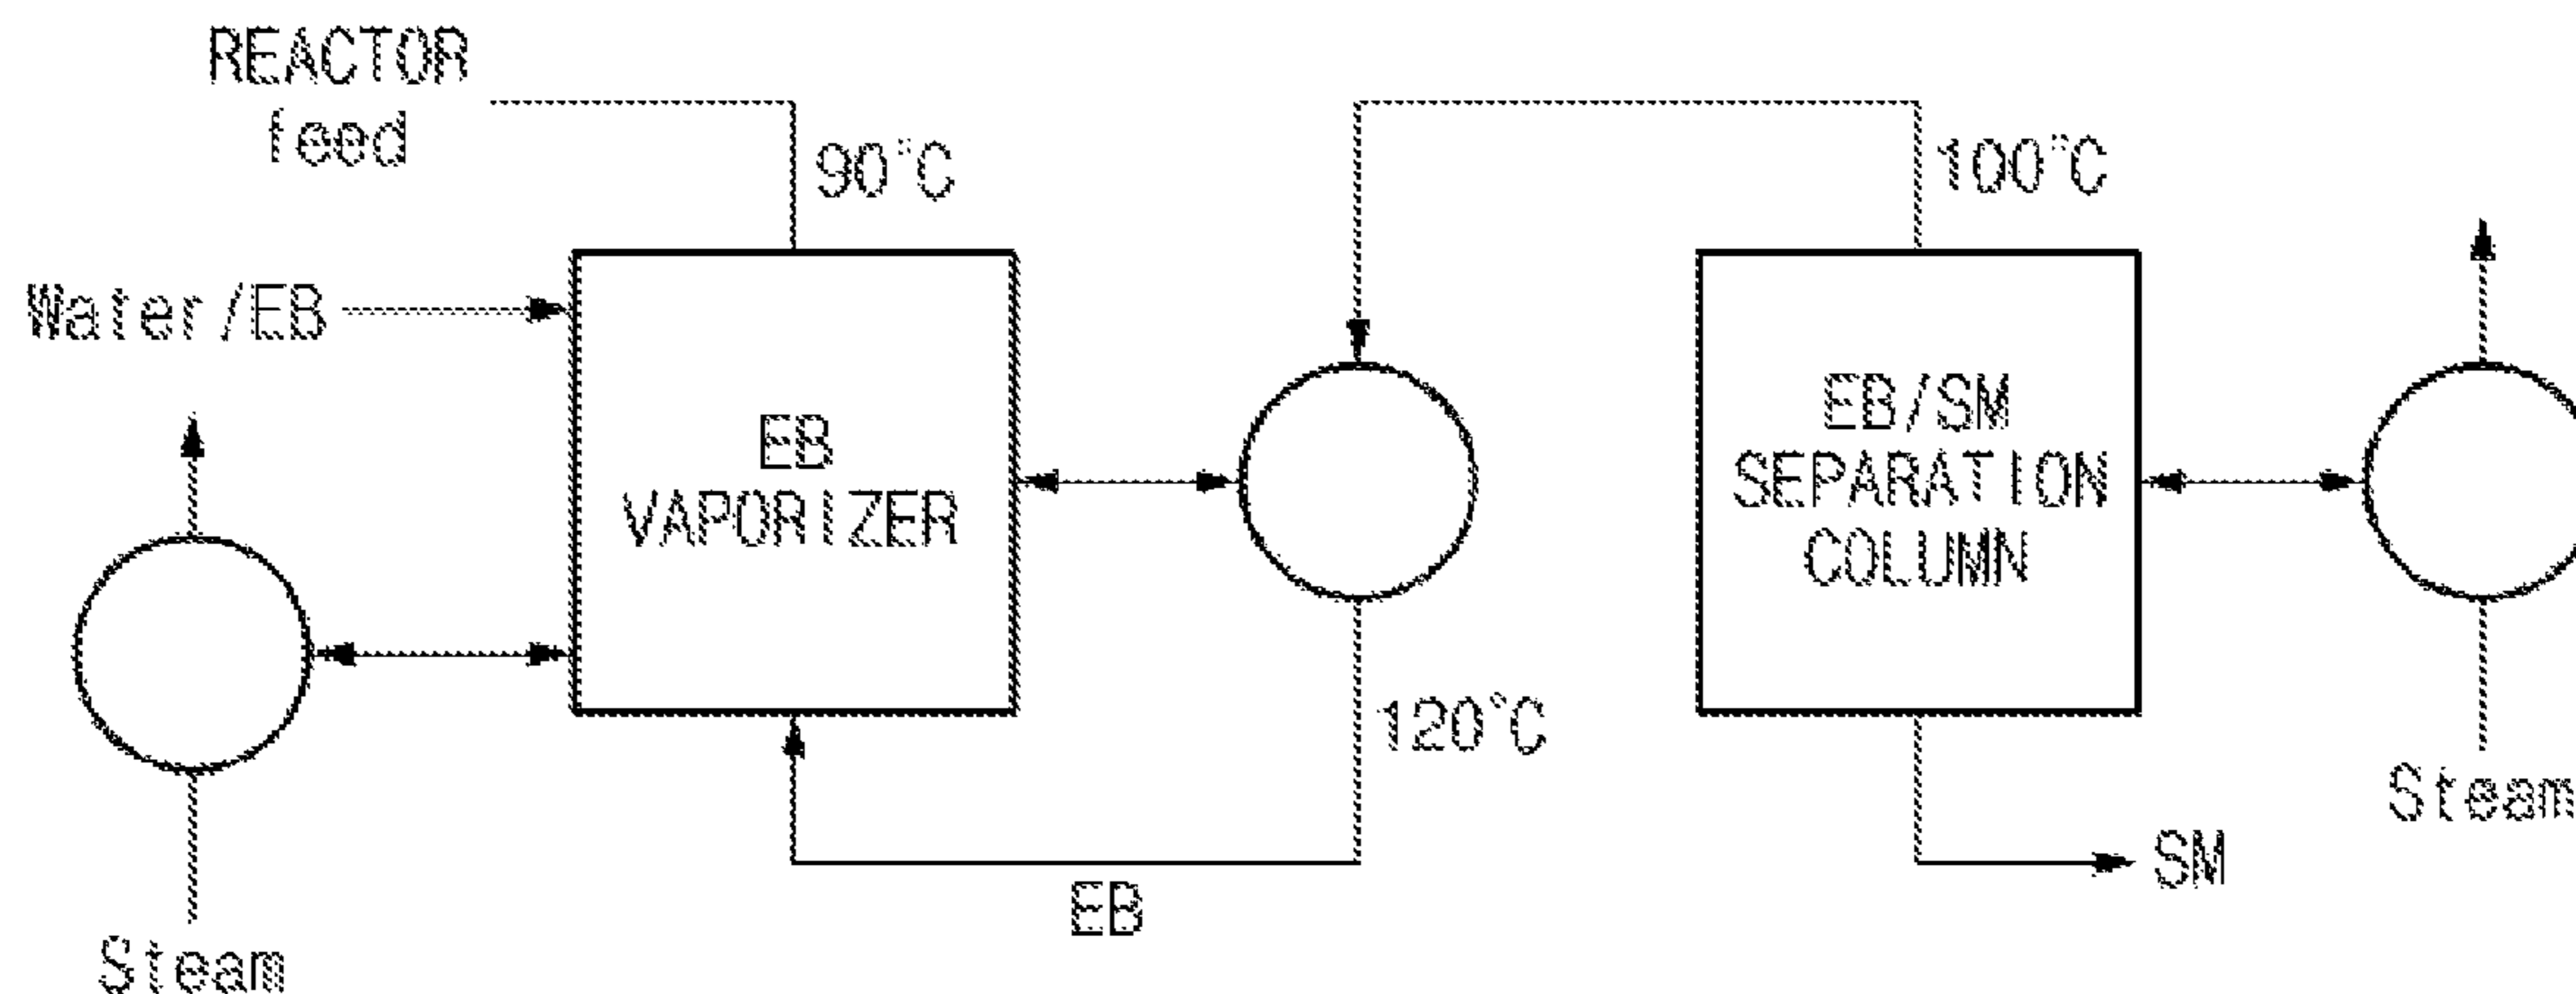 REACTOR
feed
90°C
100°C
Water/EB
EB
VAPORIZER
EB/SM
SEPARATION
COLUMN
120°C
Steam
SM
EB
Steam